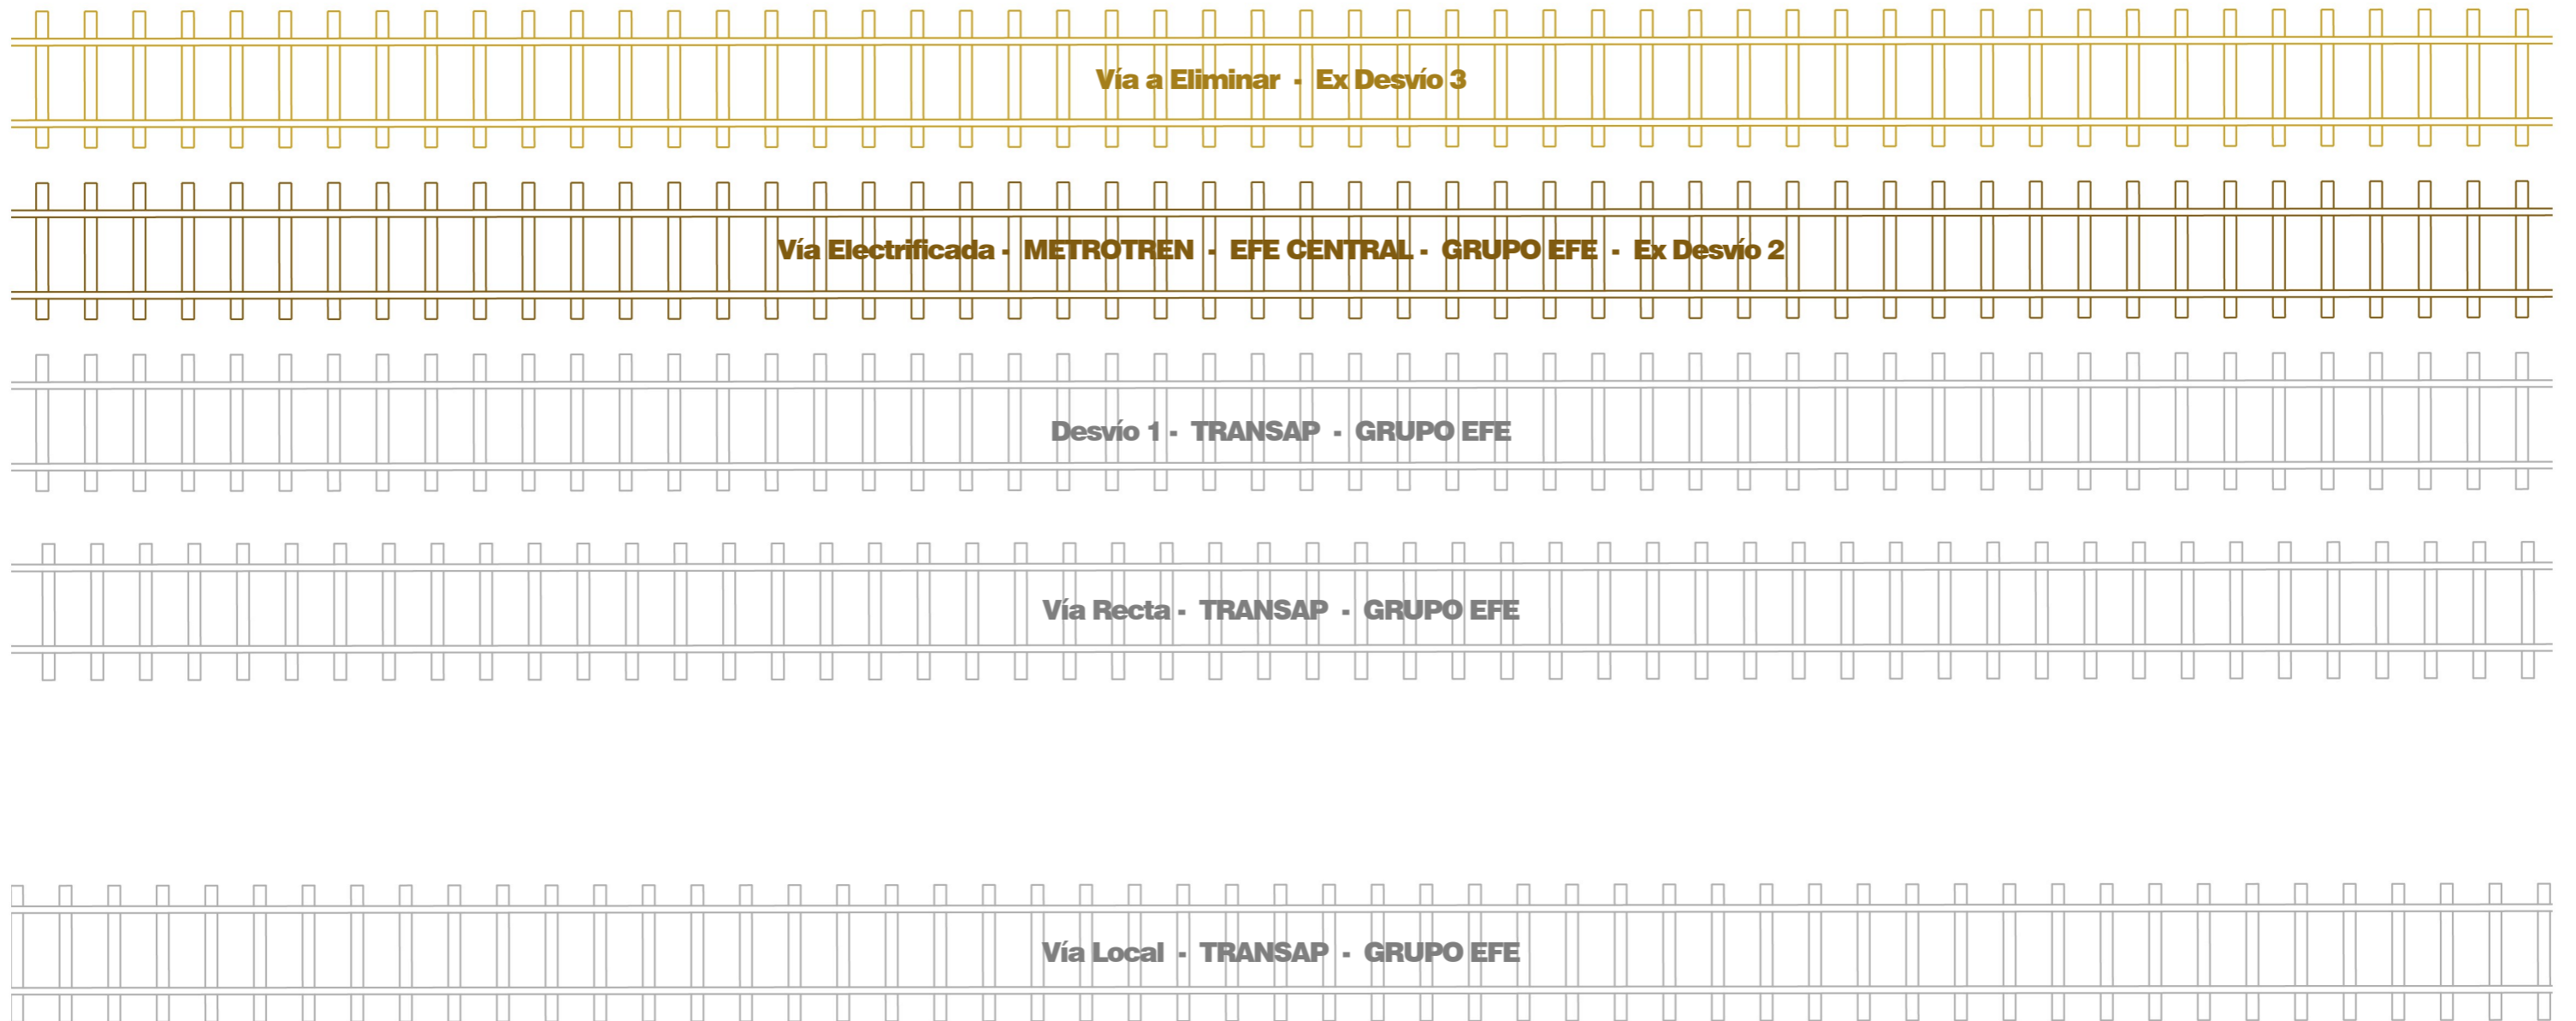 Vía a Eliminar - Ex Desvío 3
Vía Electrificada - METROTREN - EFE CENTRAL - GRUPO EFE - Ex Desvío 2
Desvío 1 - TRANSAP - GRUPO EFE
Vía Recta - TRANSAP - GRUPO EFE
Vía Local - TRANSAP - GRUPO EFE